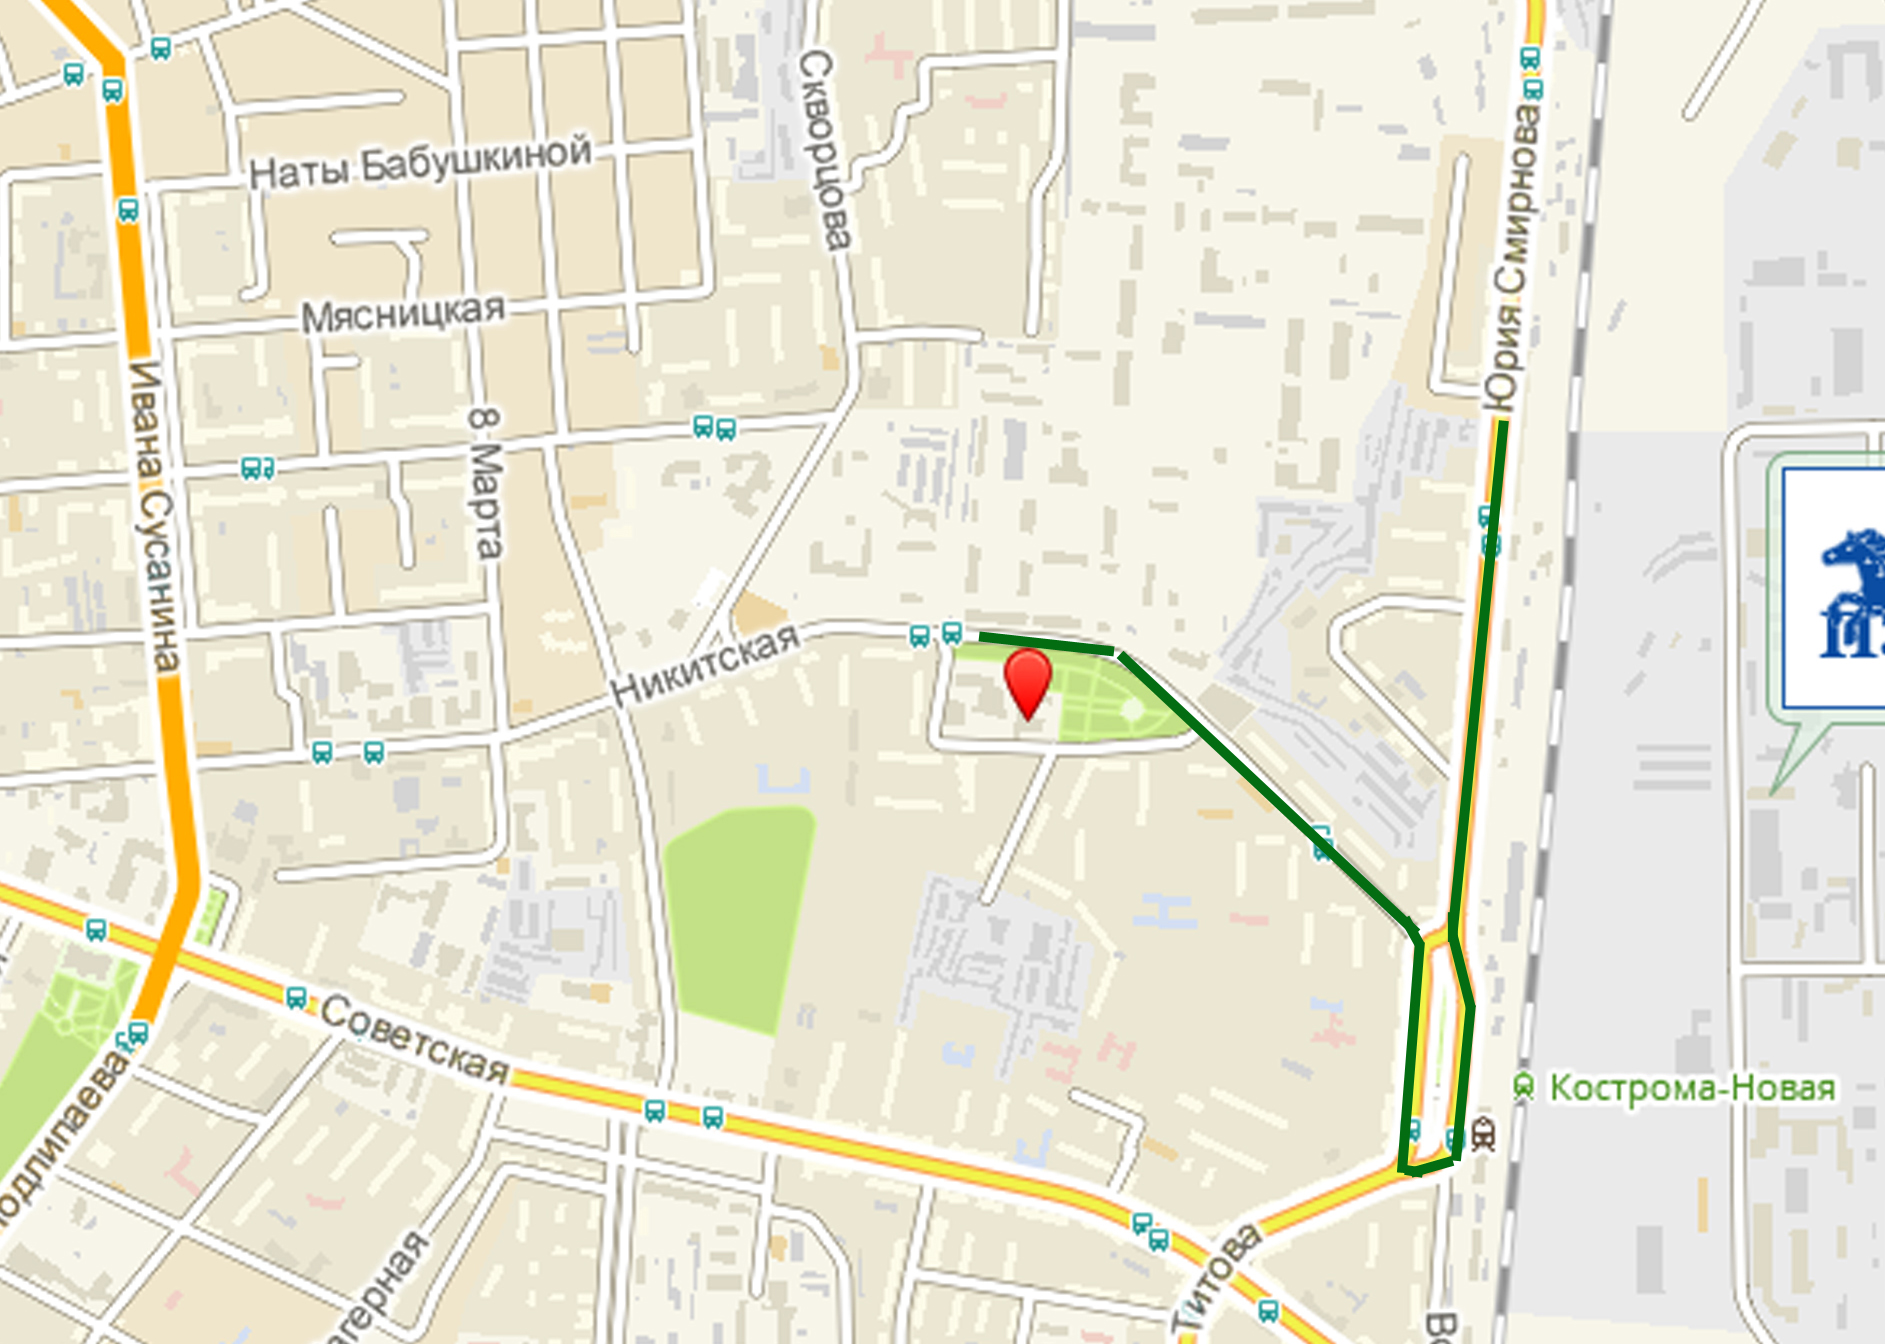 Скворцова
Юрия Смирнова
Наты Бабушкиной
Мясницкая
Ивана Сусанина
8 Марта
Никитская
Советская
Кострома-Новая
Титова